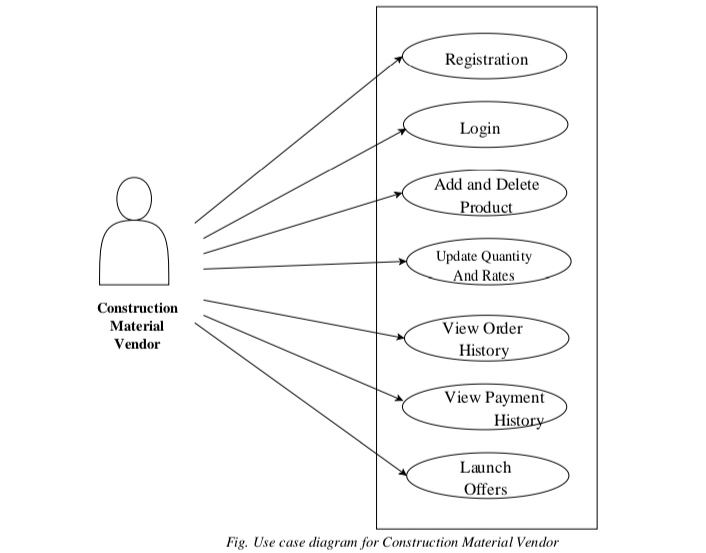 Registration
Login
Add and Delete
Product
Update Quantity
And Rates
Construction
Material
Vendor
View Order
History
View Payment
History
Launch
Offers
Fig. Use case diagram for Construction Material Vendor